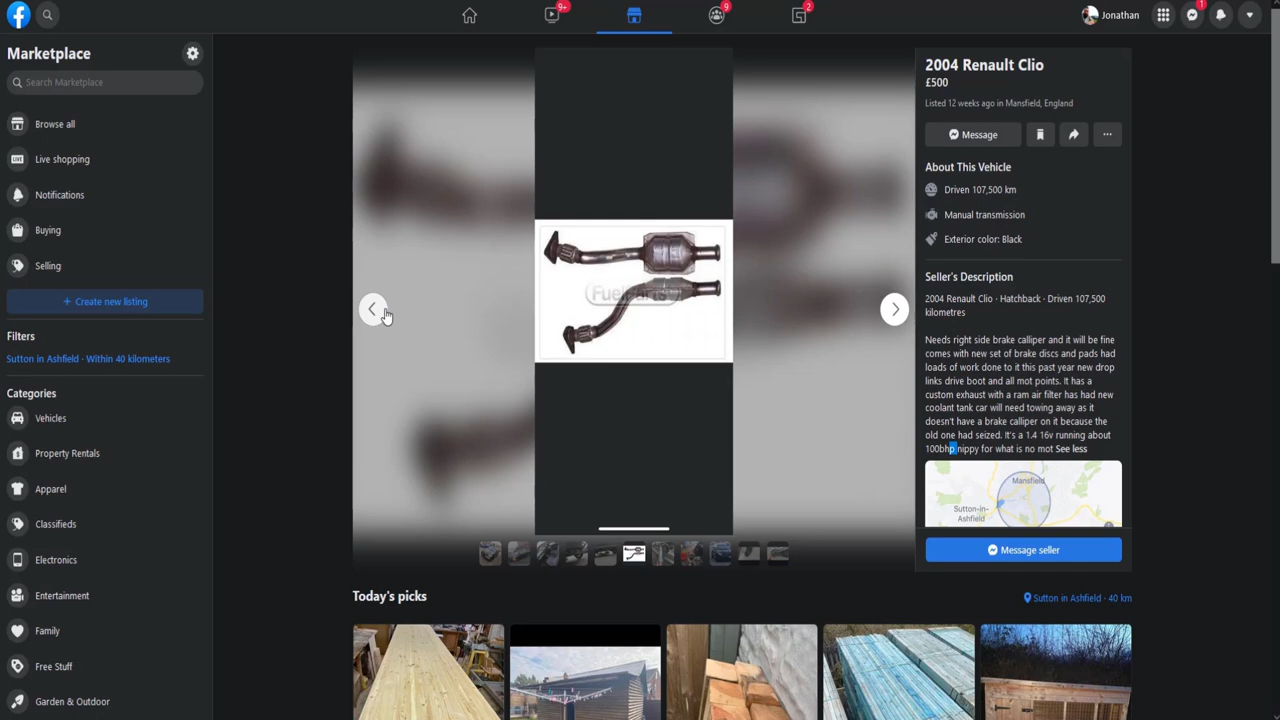 9+
9
2
Jonathan
1
Marketplace
Search Marketplace
Browse all
Live shopping
Notifications
Buying
Selling
+ Create new listing
Filters
Sutton in Ashfield · Within 40 kilometers
Categories
Vehicles
Property Rentals
Apparel
Classifieds
Electronics
Entertainment
Family
Free Stuff
Garden & Outdoor
2004 Renault Clio
£500
Listed 12 weeks ago in Mansfield, England
Message
About This Vehicle
Driven 107,500 km
Manual transmission
Exterior color: Black
Seller's Description
2004 Renault Clio · Hatchback · Driven 107,500
kilometres
Needs right side brake calliper and it will be fine
comes with new set of brake discs and pads had
loads of work done to it this past year new drop
links drive boot and all mot points. It has a
custom exhaust with a ram air filter has had new
coolant tank car will need towing away as it
doesn't have a brake calliper on it because the
old one had seized. It's a 1.4 16v running about
100bhp nippy for what is no mot See less
Mansfield
Sutton-in-
Ashfield
Message seller
Today's picks
Sutton in Ashfield · 40 km